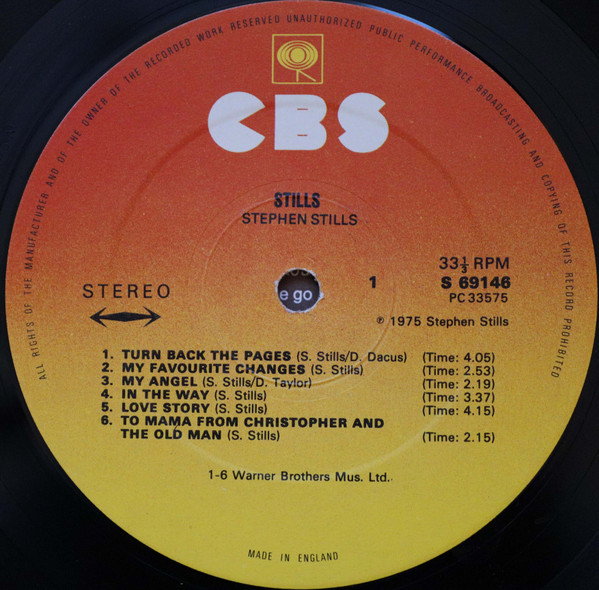 ALL RIGHTS OF THE MANUFACTURER AND OF THE OWNER OF THE RECORDED WORK RESERVED UNAUTHORIZED PUBLIC PERFORMANCE BROADCASTING AND COPYING OF THIS RECORD PROHIBITED
CBS
STILLS
STEPHEN STILLS
e go
STEREO
1
33⅓ RPM
S 69146
PC 33575
℗ 1975 Stephen Stills
1. TURN BACK THE PAGES (S. Stills/D. Dacus) (Time: 4.05)
2. MY FAVOURITE CHANGES (S. Stills) (Time: 2.53)
3. MY ANGEL (S. Stills/D. Taylor) (Time: 2.19)
4. IN THE WAY (S. Stills) (Time: 3.37)
5. LOVE STORY (S. Stills) (Time: 4.15)
6. TO MAMA FROM CHRISTOPHER AND
THE OLD MAN (S. Stills) (Time: 2.15)
1-6 Warner Brothers Mus. Ltd.
MADE IN ENGLAND